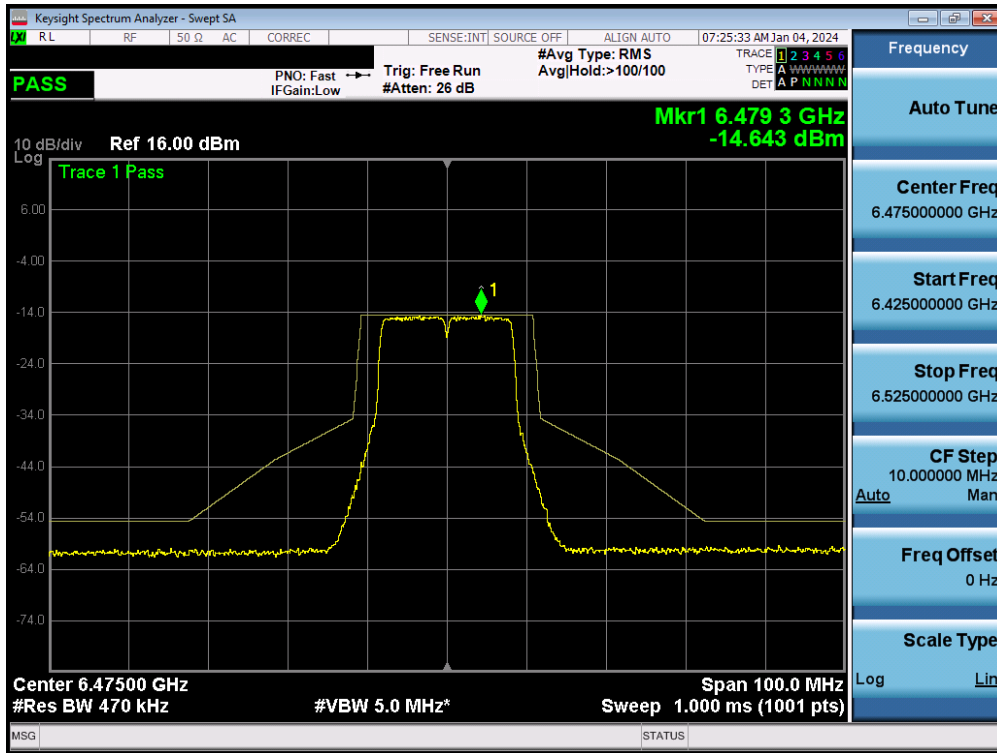 Keysight Spectrum Analyzer - Swept SA
LXI RL RF 50 Ω AC CORREC SENSE:INT SOURCE OFF ALIGN AUTO 07:25:33 AM Jan 04, 2024
PASS
PNO: Fast
IFGain:Low
Trig: Free Run
#Atten: 26 dB
#Avg Type: RMS
Avg|Hold:>100/100
TRACE 1 2 3 4 5 6
TYPE A WWWWW
DET A P N N N N
Mkr1 6.479 3 GHz
-14.643 dBm
10 dB/div Ref 16.00 dBm
Log
Trace 1 Pass
6.00
-4.00
-14.0
-24.0
-34.0
-44.0
-54.0
-64.0
-74.0
1
Center 6.47500 GHz Span 100.0 MHz
#Res BW 470 kHz #VBW 5.0 MHz* Sweep 1.000 ms (1001 pts)
MSG STATUS
Frequency
Auto Tune
Center Freq
6.475000000 GHz
Start Freq
6.425000000 GHz
Stop Freq
6.525000000 GHz
CF Step
10.000000 MHz
Auto Man
Freq Offset
0 Hz
Scale Type
Log Lin